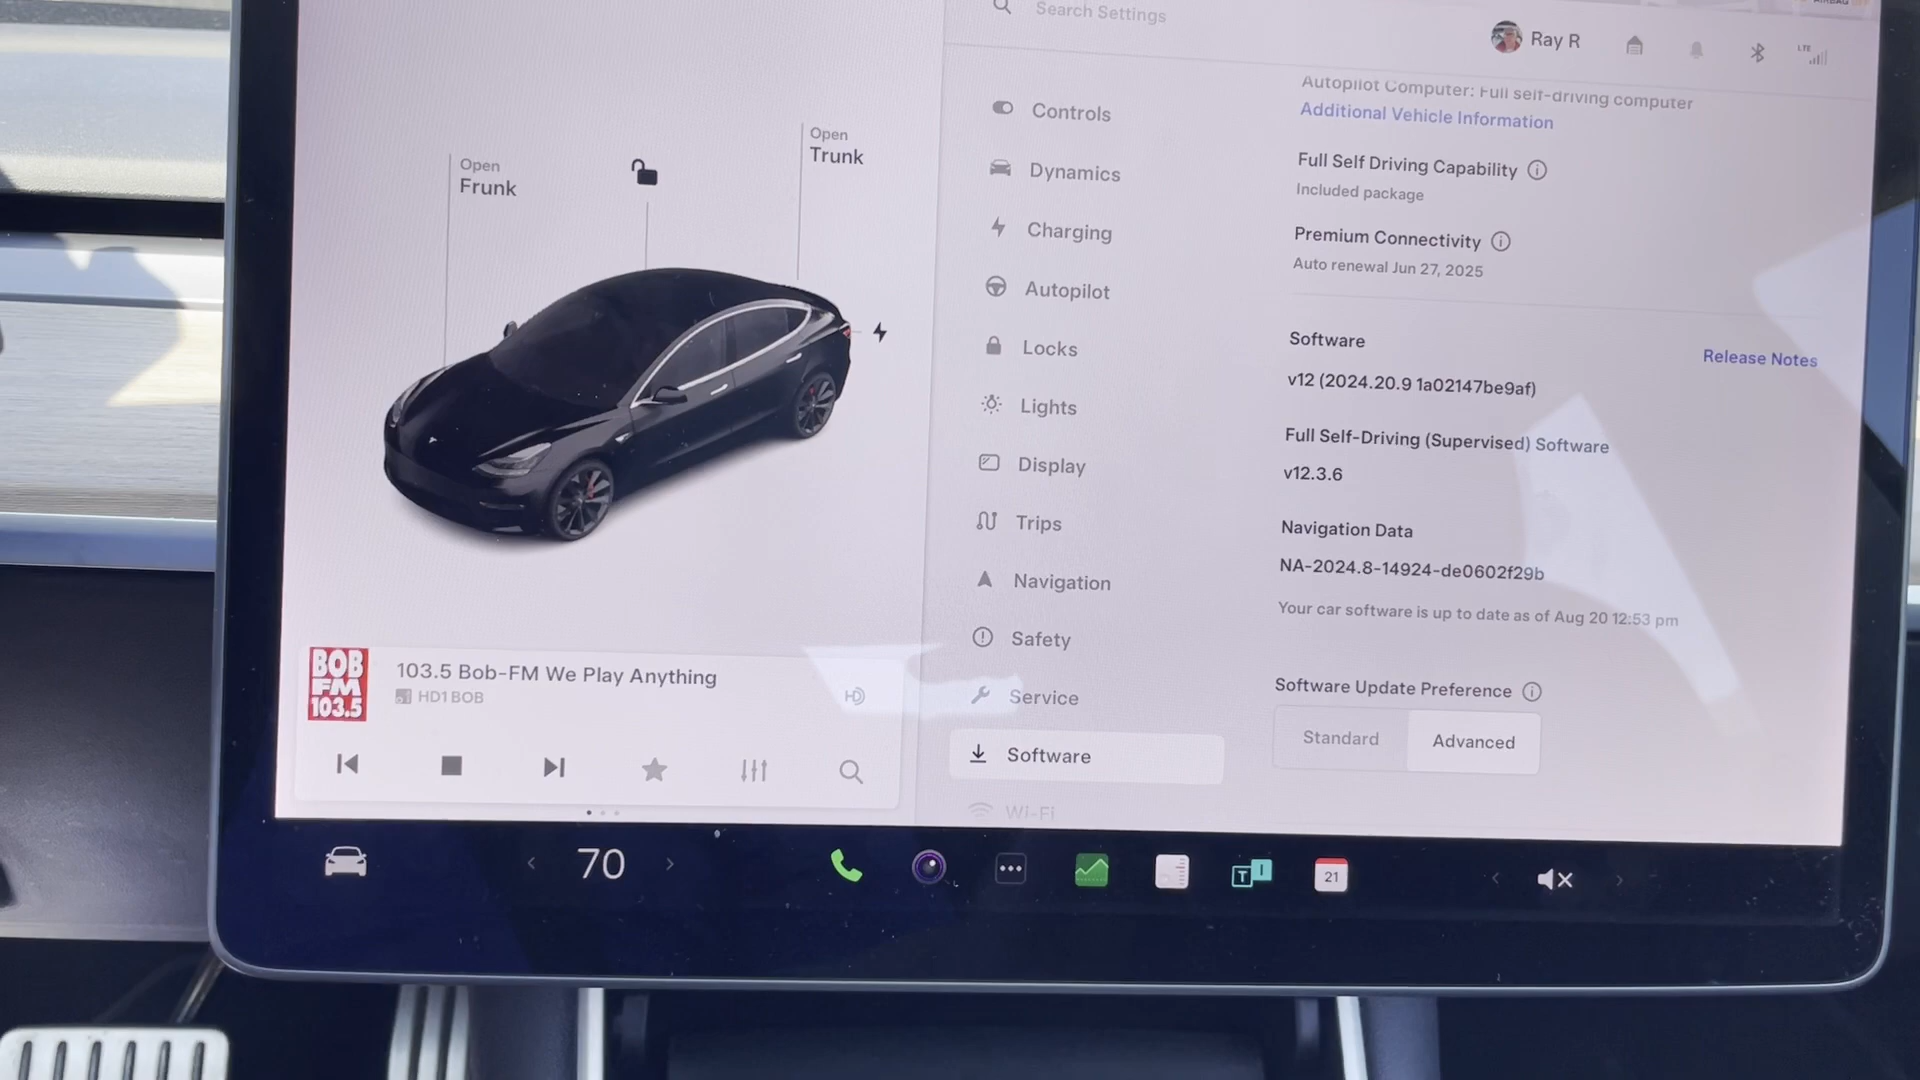 Search Settings
Ray R
LTE
Open
Frunk
Open
Trunk
Controls
Dynamics
Charging
Autopilot
Locks
Lights
Display
Trips
Navigation
Safety
Service
Software
Wi-Fi
Autopilot Computer: Full self-driving computer
Additional Vehicle Information
Full Self Driving Capability
Included package
Premium Connectivity
Auto renewal Jun 27, 2025
Software
Release Notes
v12 (2024.20.9 1a02147be9af)
Full Self-Driving (Supervised) Software
v12.3.6
Navigation Data
NA-2024.8-14924-de0602f29b
Your car software is up to date as of Aug 20 12:53 pm
Software Update Preference
Standard
Advanced
BOB
FM
103.5
103.5 Bob-FM We Play Anything
HD1 BOB
HD
70
T I
21